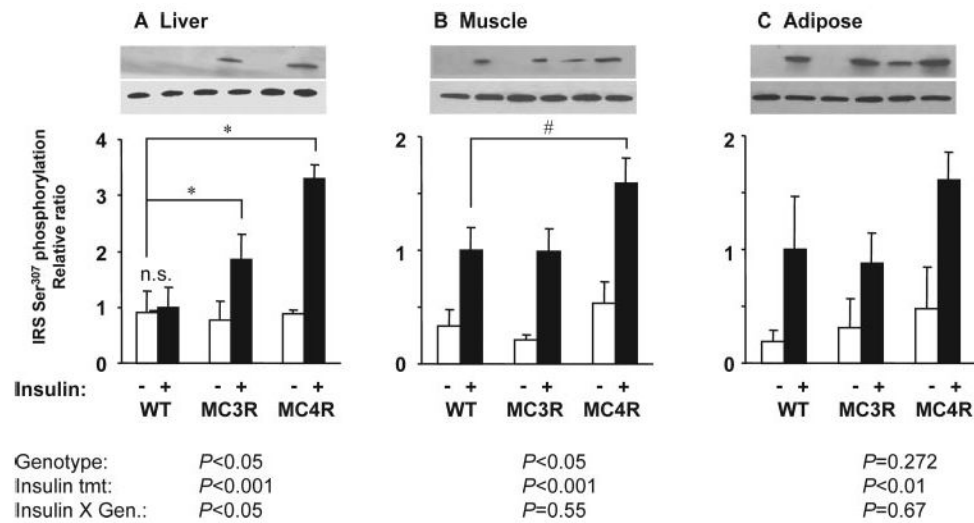 A Liver
B Muscle
C Adipose
IRS Ser³⁰⁷ phosphorylation
Relative ratio
4
3
2
1
0
*
*
n.s.
2
1
0
#
2
1
0
Insulin: - + - + - + - + - + - + - + - + - +
WT MC3R MC4R WT MC3R MC4R WT MC3R MC4R
Genotype: P<0.05 P<0.05 P=0.272
Insulin tmt: P<0.001 P<0.001 P<0.01
Insulin X Gen.: P<0.05 P=0.55 P=0.67